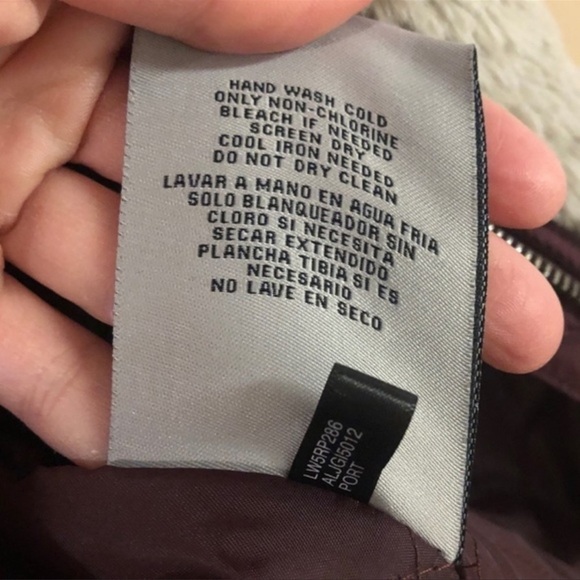 HAND WASH COLD
ONLY NON-CHLORINE
BLEACH IF NEEDED
SCREEN DRY
COOL IRON NEEDED
DO NOT DRY CLEAN
LAVAR A MANO EN AGUA FRIA
SOLO BLANQUEADOR SIN
CLORO SI NECESITA
SECAR EXTENDIDO
PLANCHA TIBIA SI ES
NECESARIO
NO LAVE EN SECO
LW5RP286
ALJGI5012
PORT